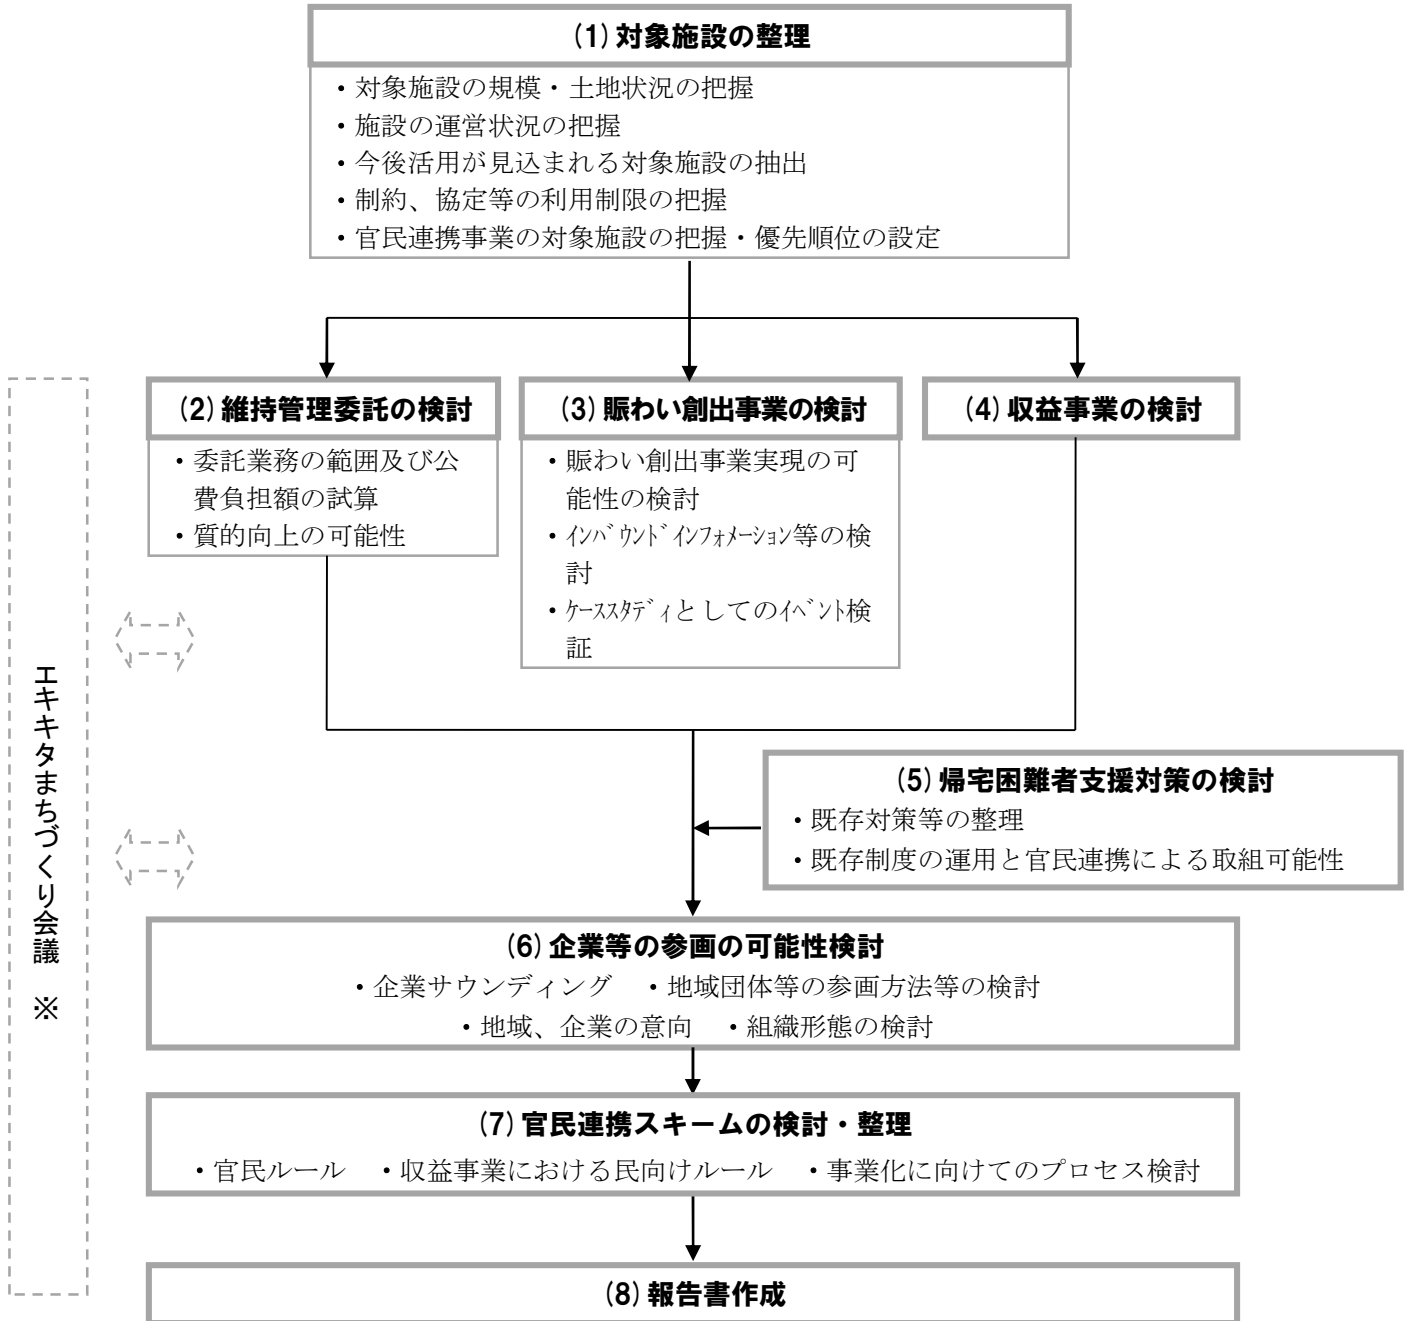 (1)対象施設の整理
・対象施設の規模・土地状況の把握
・施設の運営状況の把握
・今後活用が見込まれる対象施設の抽出
・制約、協定等の利用制限の把握
・官民連携事業の対象施設の把握・優先順位の設定
(2)維持管理委託の検討
・委託業務の範囲及び公
費負担額の試算
・質的向上の可能性
(3)賑わい創出事業の検討
・賑わい創出事業実現の可
能性の検討
・ｲﾝﾊﾞｳﾝﾄﾞｲﾝﾌｫﾒｰｼｮﾝ等の検
討
・ｹｰｽｽﾀﾃﾞｨとしてのｲﾍﾞﾝﾄ検
証
(4)収益事業の検討
エキキタまちづくり会議 ※
(5)帰宅困難者支援対策の検討
・既存対策等の整理
・既存制度の運用と官民連携による取組可能性
(6)企業等の参画の可能性検討
・企業サウンディング ・地域団体等の参画方法等の検討
・地域、企業の意向 ・組織形態の検討
(7)官民連携スキームの検討・整理
・官民ルール ・収益事業における民向けルール ・事業化に向けてのプロセス検討
(8)報告書作成